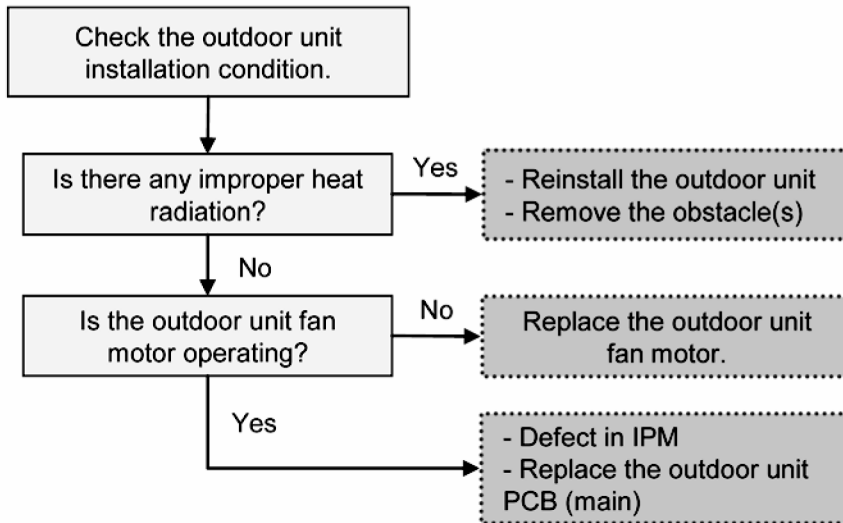 Check the outdoor unit
installation condition.
Is there any improper heat
radiation?
Yes
- Reinstall the outdoor unit
- Remove the obstacle(s)
No
Is the outdoor unit fan
motor operating?
No
Replace the outdoor unit
fan motor.
Yes
- Defect in IPM
- Replace the outdoor unit
PCB (main)